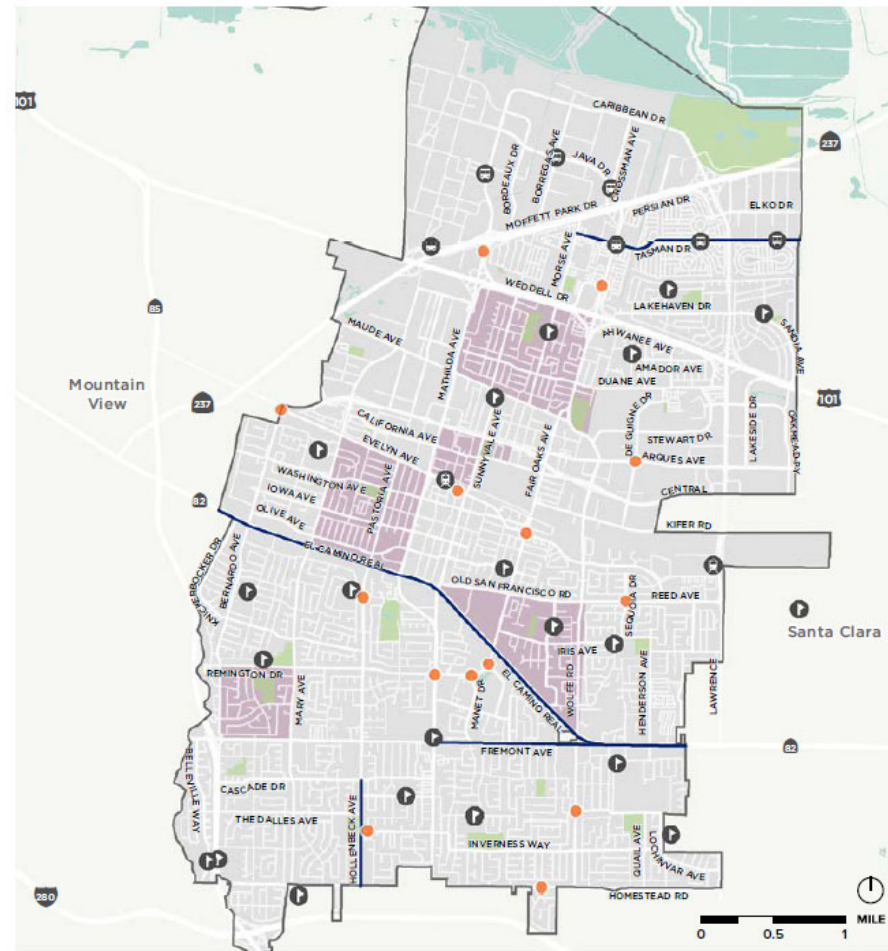 101
CARIBBEAN DR
237
BORDEAUX DR
BORREGAS AVE
JAVA DR
CROSSMAN AVE
MOFFETT PARK DR
PERSIAN DR
ELKO DR
MORSE AVE
TASMAN DR
WEDDELL DR
LAKEHAVEN DR
85
MAUDE AVE
MATHILDA AVE
AHWANEE AVE
SANDIA AVE
AMADOR AVE
DUANE AVE
Mountain
View
237
101
CALIFORNIA AVE
EVELYN AVE
SUNNYVALE AVE
FAIR OAKS AVE
DE GUIGNE DR
STEWART DR
ARQUES AVE
LAKESIDE DR
OAKMEAD PY
WASHINGTON AVE
IOWA AVE
PASTORIA AVE
CENTRAL
82
OLIVE AVE
KIFER RD
EL CAMINO REAL
KNICKERBOCKER DR
BERNARDO AVE
OLD SAN FRANCISCO RD
SEQUOIA DR
REED AVE
Santa Clara
IRIS AVE
REMINGTON DR
MARY AVE
MANET DR
EL CAMINO REAL
WOLFE RD
HENDERSON AVE
LAWRENCE
FREMONT AVE
82
BELLEVILLE WAY
CASCADE DR
THE DALLES AVE
HOLLENBECK AVE
INVERNESS WAY
QUAIL AVE
LOCHINVAR AVE
280
HOMESTEAD RD
MILE
0 0.5 1